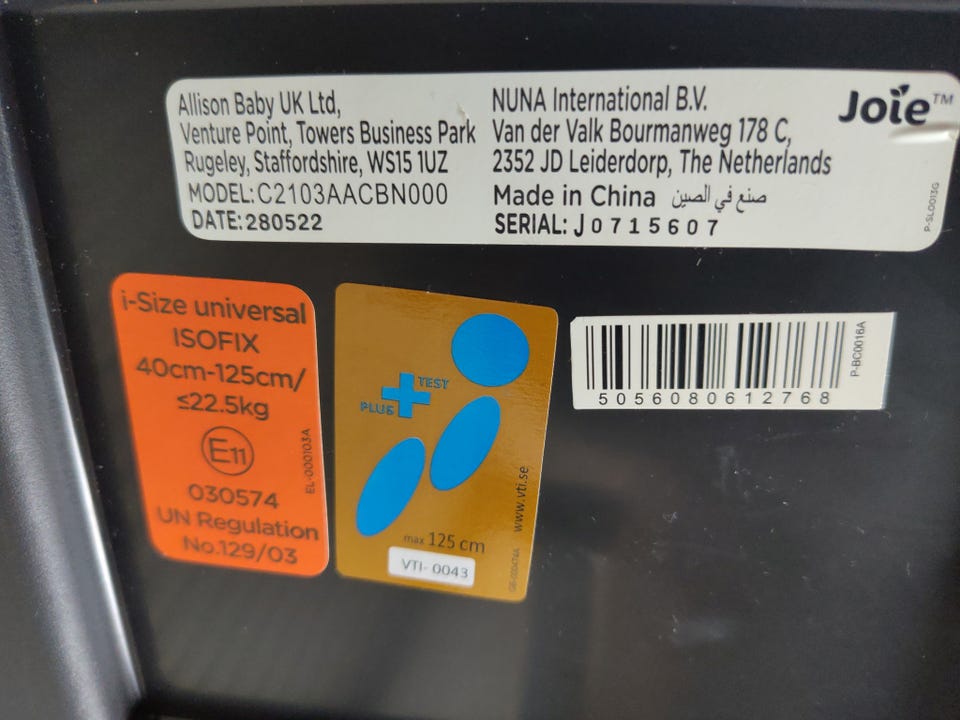 Allison Baby UK Ltd,
Venture Point, Towers Business Park
Rugeley, Staffordshire, WS15 1UZ
MODEL: C2103AACBN000
DATE: 280522
NUNA International B.V.
Van der Valk Bourmanweg 178 C,
2352 JD Leiderdorp, The Netherlands
Made in China صنع في الصين
SERIAL: J0715607
Joie™
P-SL0013G
i-Size universal
ISOFIX
40cm-125cm/
≤22.5kg
E11
030574
UN Regulation
No.129/03
EL-000103A
PLUS TEST
max 125 cm
VTI- 0043
www.vti.se
5056080612768
P-BC0016A